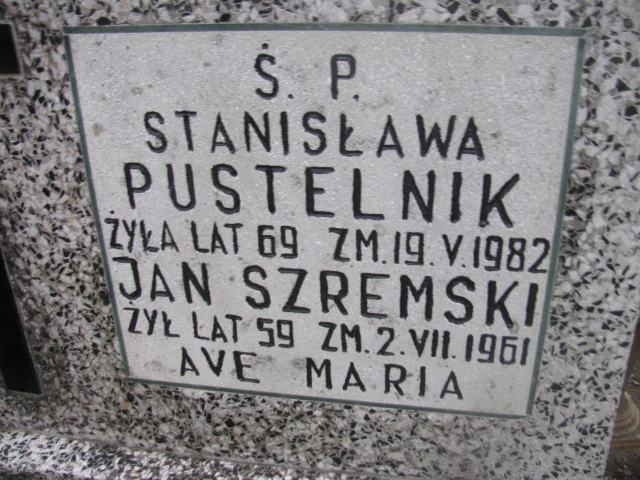 Ś. P.
STANISŁAWA
PUSTELNIK
ŻYŁA LAT 69 ZM. 19. V. 1982
JAN SZREMSKI
ŻYŁ LAT 59 ZM. 2. VII. 1961
AVE MARIA